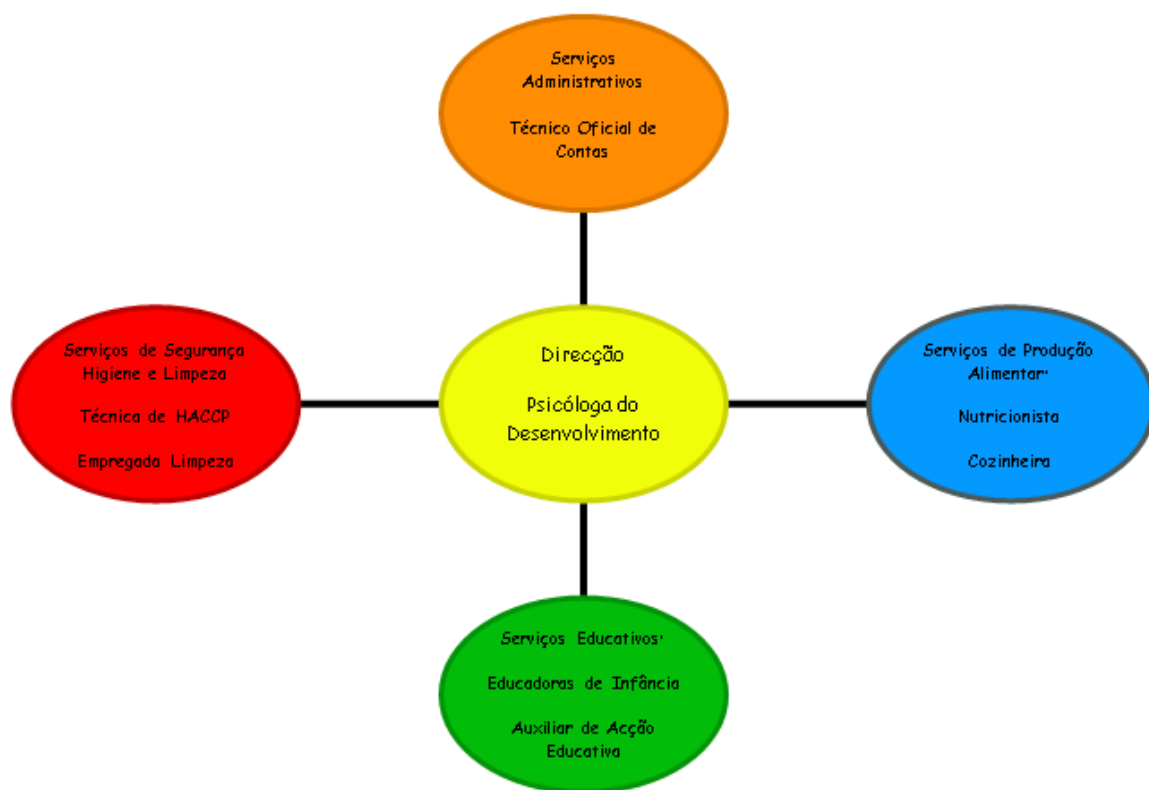 Serviços
Administrativos
Técnico Oficial de
Contas
Serviços de Segurança
Higiene e Limpeza
Técnica de HACCP
Empregada Limpeza
Direcção
Psicóloga do
Desenvolvimento
Serviços de Produção
Alimentar
Nutricionista
Cozinheira
Serviços Educativos
Educadoras de Infância
Auxiliar de Acção
Educativa